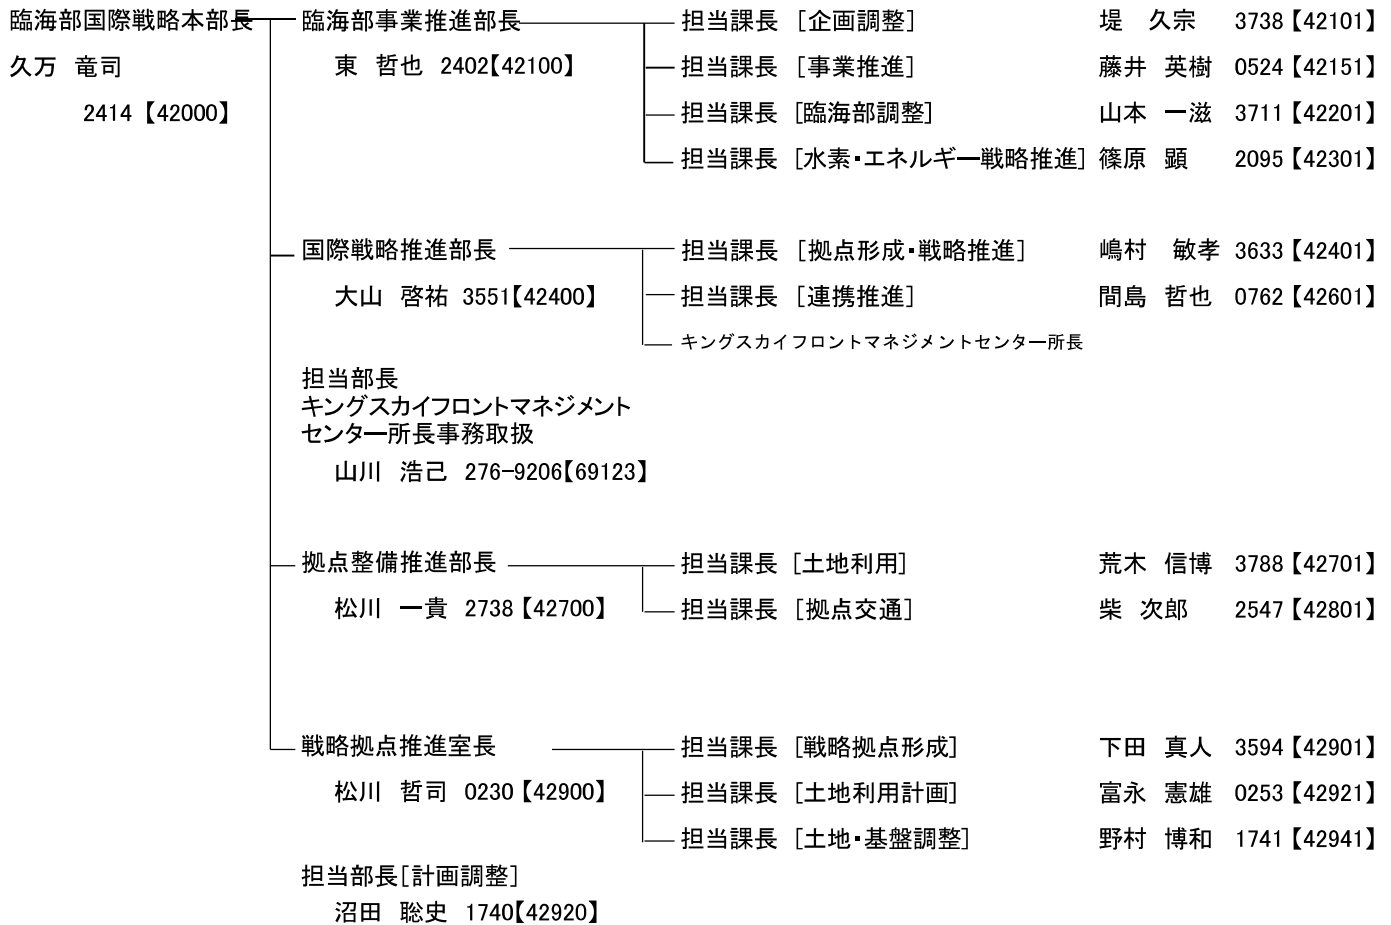 臨海部国際戦略本部長 臨海部事業推進部長 担当課長 [企画調整] 堤 久宗 3738【42101】
久万 竜司 東 哲也 2402【42100】 担当課長 [事業推進] 藤井 英樹 0524【42151】
2414【42000】 担当課長 [臨海部調整] 山本 一滋 3711【42201】
担当課長 [水素・エネルギー戦略推進] 篠原 顕 2095【42301】
国際戦略推進部長 担当課長 [拠点形成・戦略推進] 嶋村 敏孝 3633【42401】
大山 啓祐 3551【42400】 担当課長 [連携推進] 間島 哲也 0762【42601】
キングスカイフロントマネジメントセンター所長
担当部長
キングスカイフロントマネジメント
センター所長事務取扱
山川 浩己 276-9206【69123】
拠点整備推進部長 担当課長 [土地利用] 荒木 信博 3788【42701】
松川 一貴 2738【42700】 担当課長 [拠点交通] 柴 次郎 2547【42801】
戦略拠点推進室長 担当課長 [戦略拠点形成] 下田 真人 3594【42901】
松川 哲司 0230【42900】 担当課長 [土地利用計画] 富永 憲雄 0253【42921】
担当課長 [土地・基盤調整] 野村 博和 1741【42941】
担当部長[計画調整]
沼田 聡史 1740【42920】